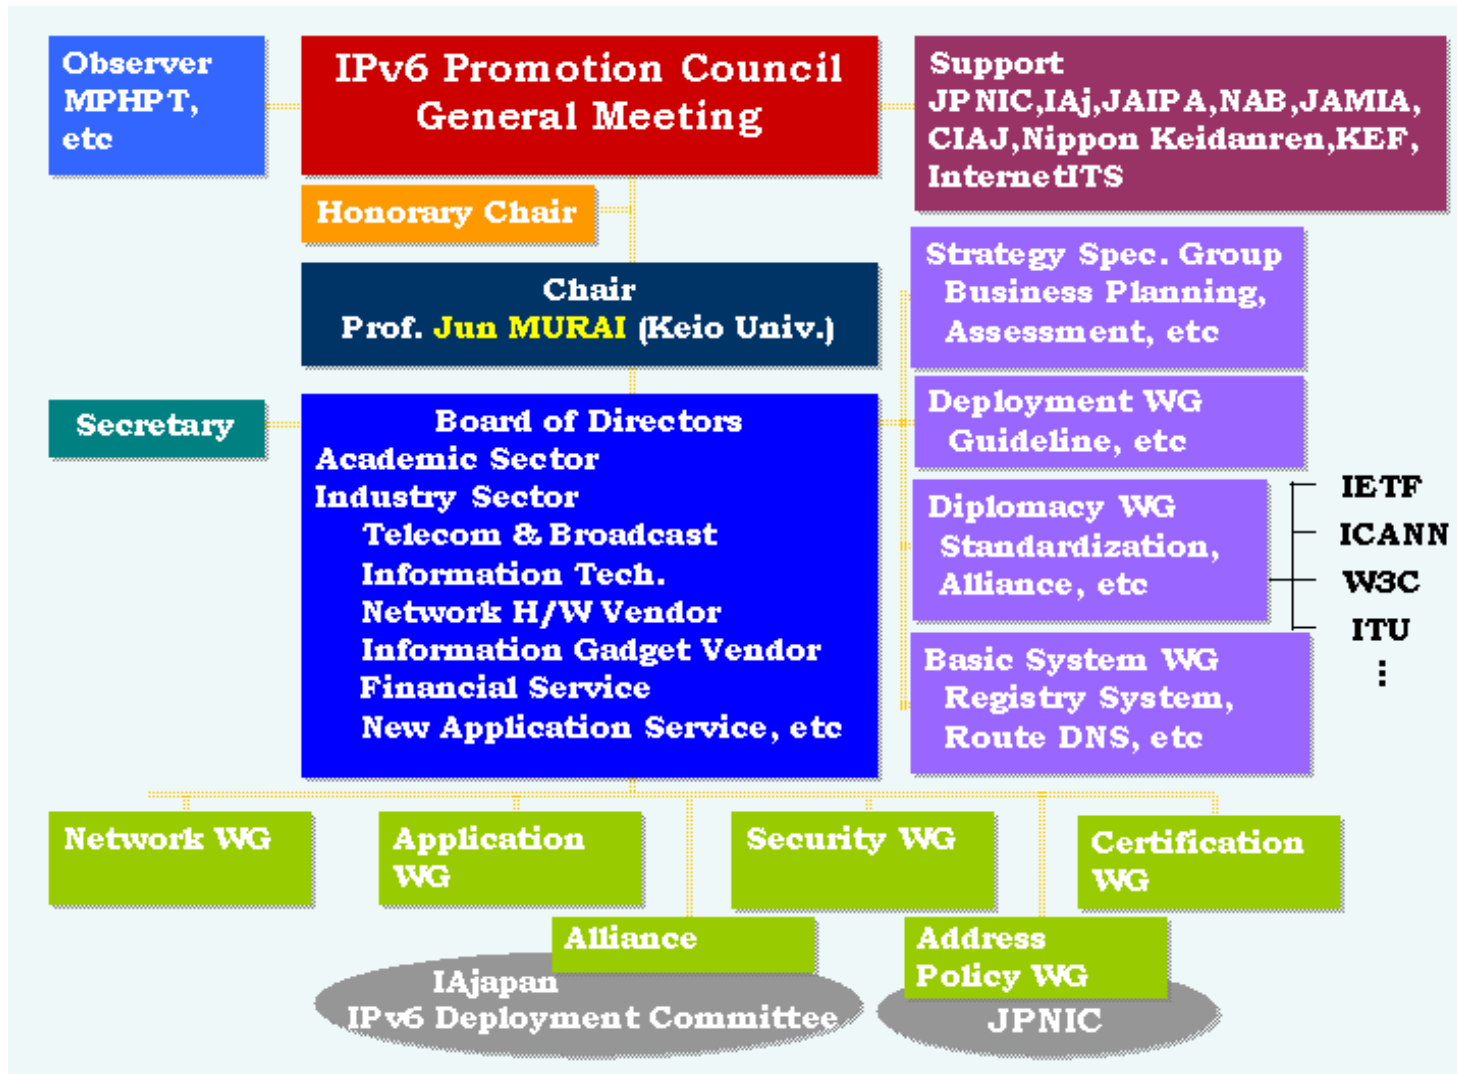 Observer
MPHPT,
etc
IPv6 Promotion Council
General Meeting
Support
JPNIC,IAj,JAIPA,NAB,JAMIA,
CIAJ,Nippon Keidanren,KEF,
InternetITS
Honorary Chair
Chair
Prof. Jun MURAI (Keio Univ.)
Secretary
Board of Directors
Academic Sector
Industry Sector
Telecom & Broadcast
Information Tech.
Network H/W Vendor
Information Gadget Vendor
Financial Service
New Application Service, etc
Strategy Spec. Group
Business Planning,
Assessment, etc
Deployment WG
Guideline, etc
Diplomacy WG
Standardization,
Alliance, etc
IETF
ICANN
W3C
ITU
Basic System WG
Registry System,
Route DNS, etc
Network WG
Application
WG
Security WG
Certification
WG
Alliance
IAjapan
IPv6 Deployment Committee
Address
Policy WG
JPNIC